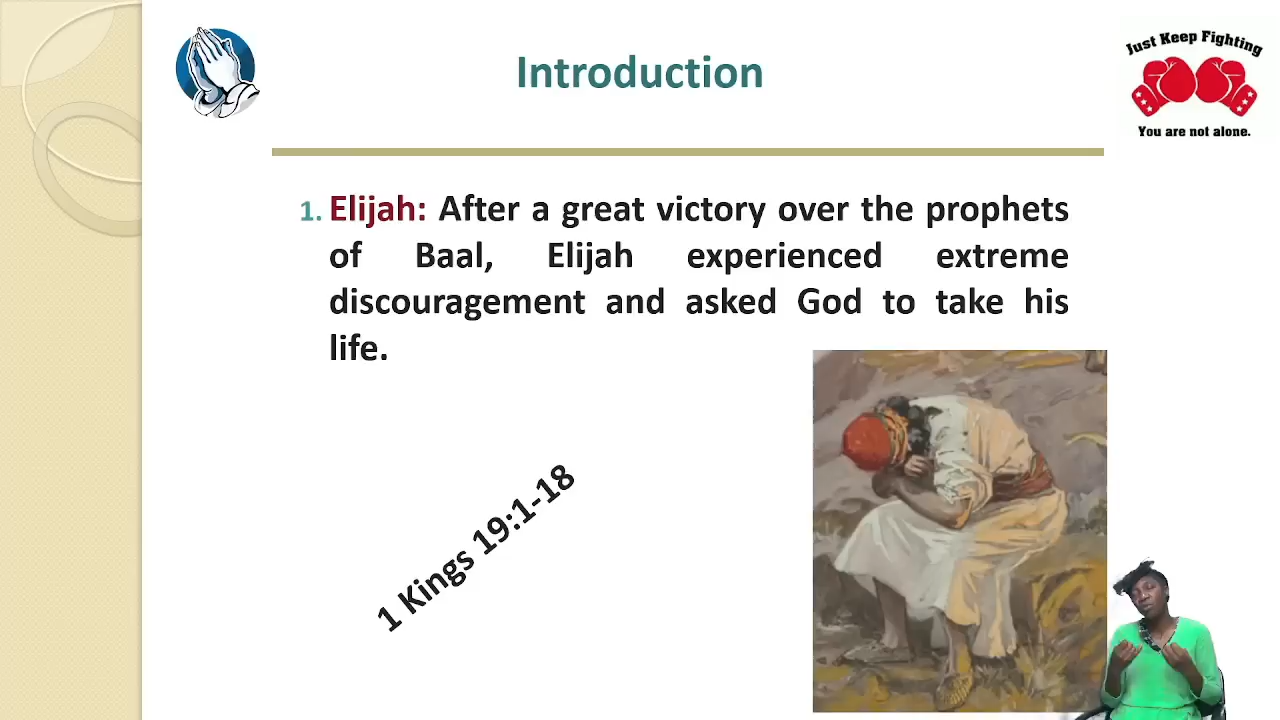 Introduction
Just Keep Fighting
You are not alone.
1. Elijah: After a great victory over the prophets
of Baal, Elijah experienced extreme
discouragement and asked God to take his
life.
1 Kings 19:1-18